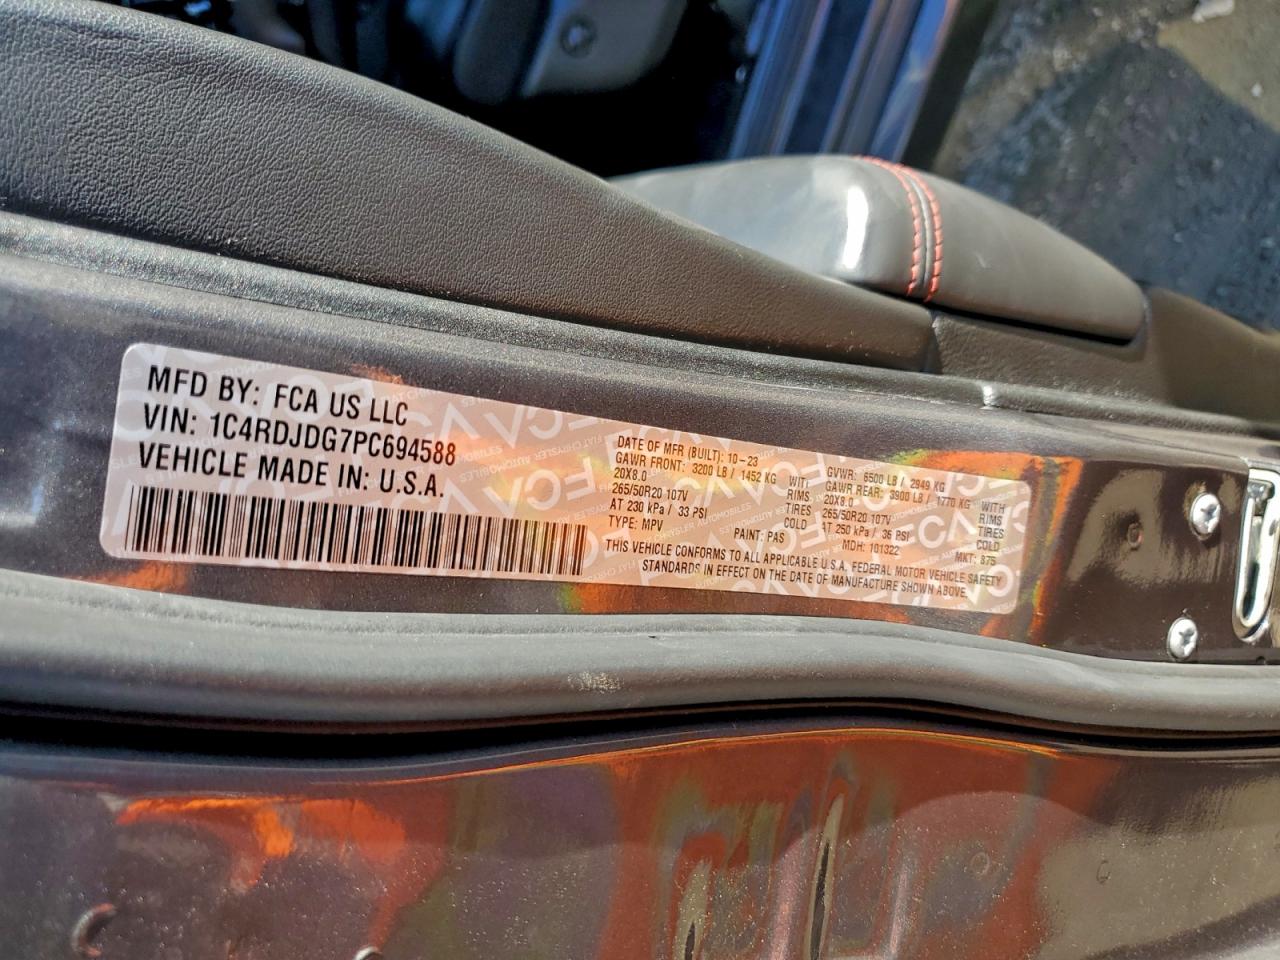 MFD BY: FCA US LLC
VIN: 1C4RDJDG7PC694588
VEHICLE MADE IN: U.S.A.
DATE OF MFR (BUILT): 10-23
GAWR FRONT: 3200 LB / 1452 KG WITH
20X8.0 RIMS
265/50R20 107V TIRES
AT 230 kPa / 33 PSI COLD
TYPE: MPV PAINT: PAS
GVWR: 6500 LB / 2949 KG
GAWR REAR: 3900 LB / 1770 KG WITH
20X8.0 RIMS
265/50R20 107V TIRES
AT 250 kPa / 36 PSI COLD
MDH: 101322 MKT: 875
THIS VEHICLE CONFORMS TO ALL APPLICABLE U.S.A. FEDERAL MOTOR VEHICLE SAFETY
STANDARDS IN EFFECT ON THE DATE OF MANUFACTURE SHOWN ABOVE.